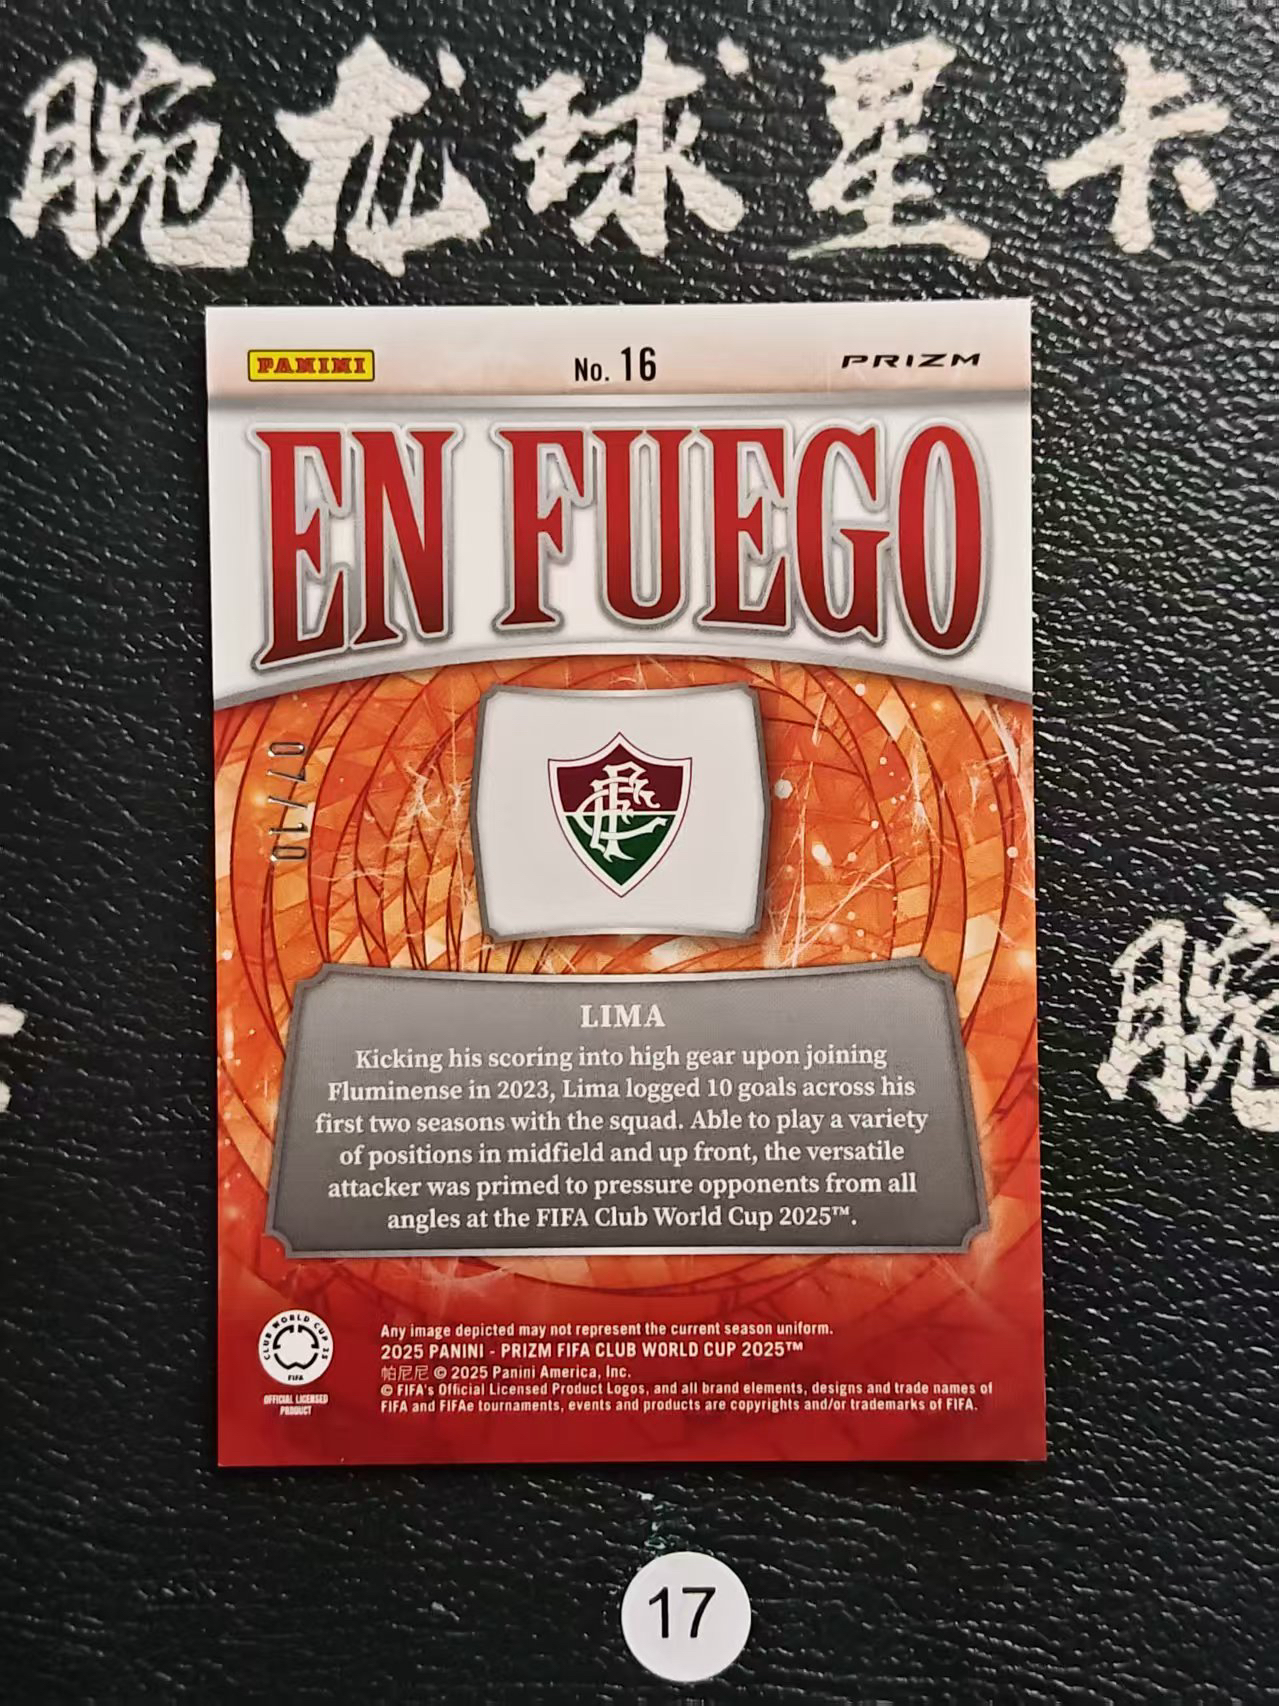 腕龙球星卡
PANINI
No. 16
PRIZM
EN FUEGO
07/10
LIMA
Kicking his scoring into high gear upon joining
Fluminense in 2023, Lima logged 10 goals across his
first two seasons with the squad. Able to play a variety
of positions in midfield and up front, the versatile
attacker was primed to pressure opponents from all
angles at the FIFA Club World Cup 2025™.
腕
CLUB WORLD CUP 25
FIFA
OFFICIAL LICENSED
PRODUCT
Any image depicted may not represent the current season uniform.
2025 PANINI - PRIZM FIFA CLUB WORLD CUP 2025™
帕尼尼 © 2025 Panini America, Inc.
© FIFA's Official Licensed Product Logos, and all brand elements, designs and trade names of
FIFA and FIFAe tournaments, events and products are copyrights and/or trademarks of FIFA.
17